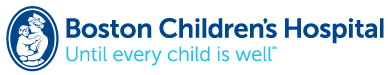 Boston Children's Hospital
Until every child is well™